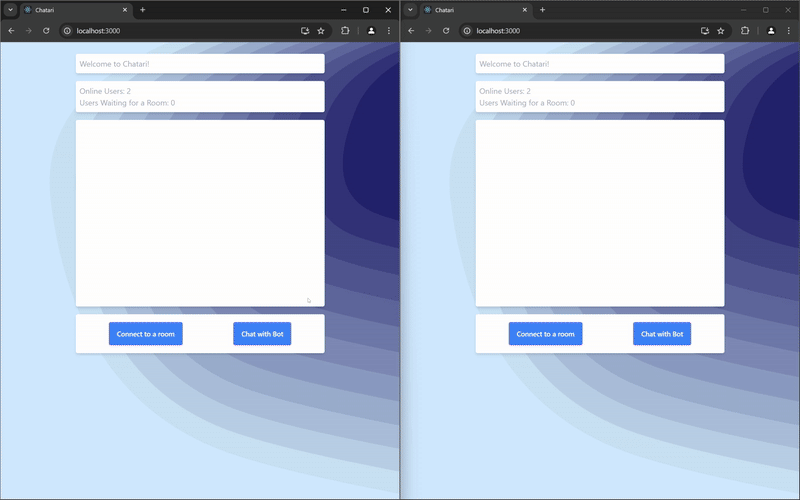 Chatari
localhost:3000
Welcome to Chatari!
Online Users: 2
Users Waiting for a Room: 0
Connect to a room
Chat with Bot
Chatari
localhost:3000
Welcome to Chatari!
Online Users: 2
Users Waiting for a Room: 0
Connect to a room
Chat with Bot